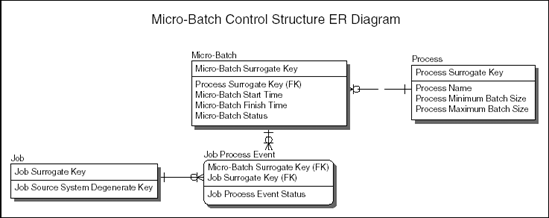 Micro-Batch Control Structure ER Diagram
Micro-Batch
Micro-Batch Surrogate Key
Process Surrogate Key (FK)
Micro-Batch Start Time
Micro-Batch Finish Time
Micro-Batch Status
Process
Process Surrogate Key
Process Name
Process Minimum Batch Size
Process Maximum Batch Size
Job
Job Surrogate Key
Job Source System Degenerate Key
Job Process Event
Micro-Batch Surrogate Key (FK)
Job Surrogate Key (FK)
Job Process Event Status